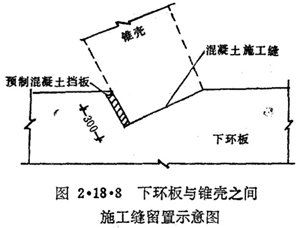 锥壳
混凝土施工缝
预制混凝土挡板
300
下环板
图 2·18·8 下环板与锥壳之间
施工缝留置示意图